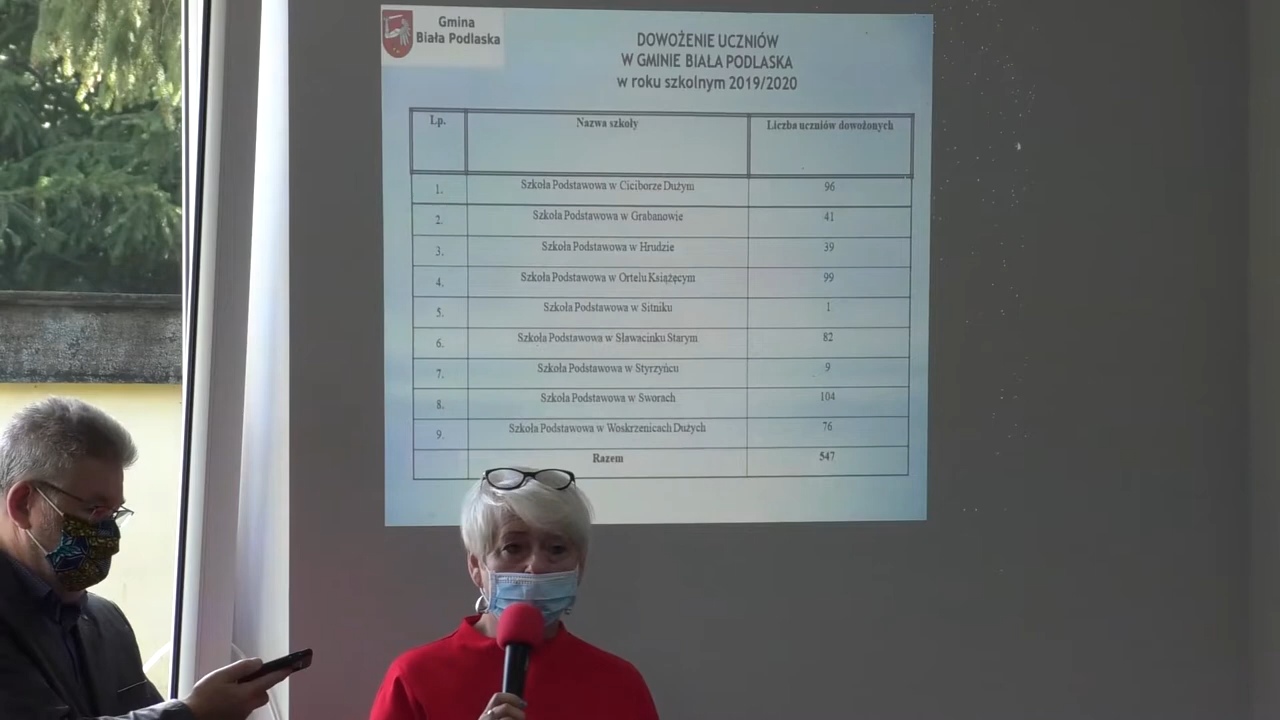 Gmina
Biała Podlaska
DOWOŻENIE UCZNIÓW
W GMINIE BIAŁA PODLASKA
w roku szkolnym 2019/2020
Lp. Nazwa szkoły Liczba uczniów dowożonych
1. Szkoła Podstawowa w Ciciborze Dużym 96
2. Szkoła Podstawowa w Grabanowie 41
3. Szkoła Podstawowa w Hrudzie 39
4. Szkoła Podstawowa w Ortelu Książęcym 99
5. Szkoła Podstawowa w Sitniku 1
6. Szkoła Podstawowa w Sławacinku Starym 82
7. Szkoła Podstawowa w Styrzyńcu 9
8. Szkoła Podstawowa w Sworach 104
9. Szkoła Podstawowa w Woskrzenicach Dużych 76
Razem 547